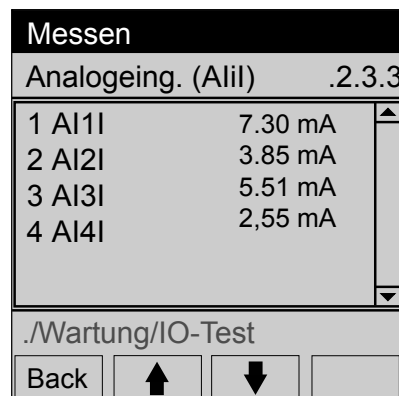 Messen
Analogeing. (AIiI) .2.3.3
1 AI1I 7.30 mA
2 AI2I 3.85 mA
3 AI3I 5.51 mA
4 AI4I 2,55 mA
./Wartung/IO-Test
Back